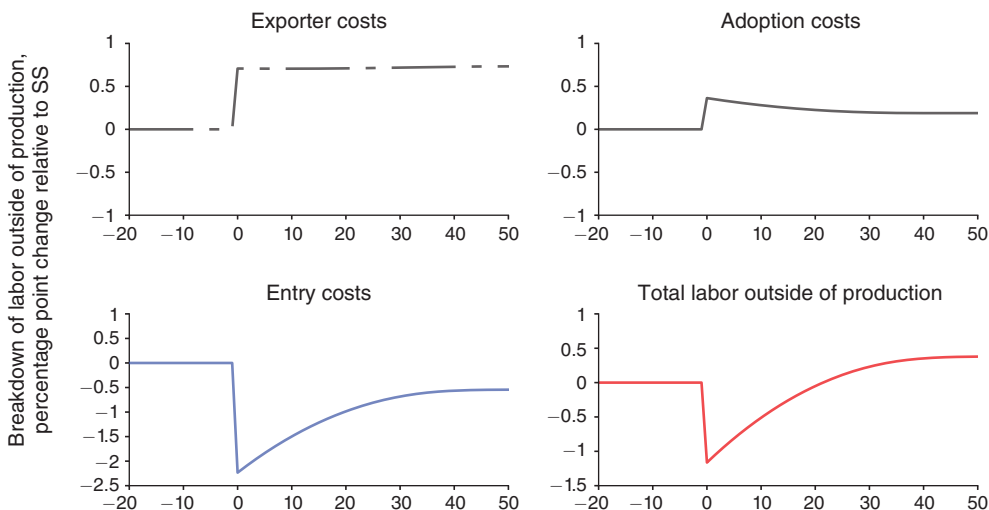 Breakdown of labor outside of production,
percentage point change relative to SS
Exporter costs
1
0.5
0
−0.5
−1
−20 −10 0 10 20 30 40 50
Adoption costs
1
0.5
0
−0.5
−1
−20 −10 0 10 20 30 40 50
Entry costs
1
0.5
0
−0.5
−1
−1.5
−2
−2.5
−20 −10 0 10 20 30 40 50
Total labor outside of production
1
0.5
0
−0.5
−1
−1.5
−20 −10 0 10 20 30 40 50